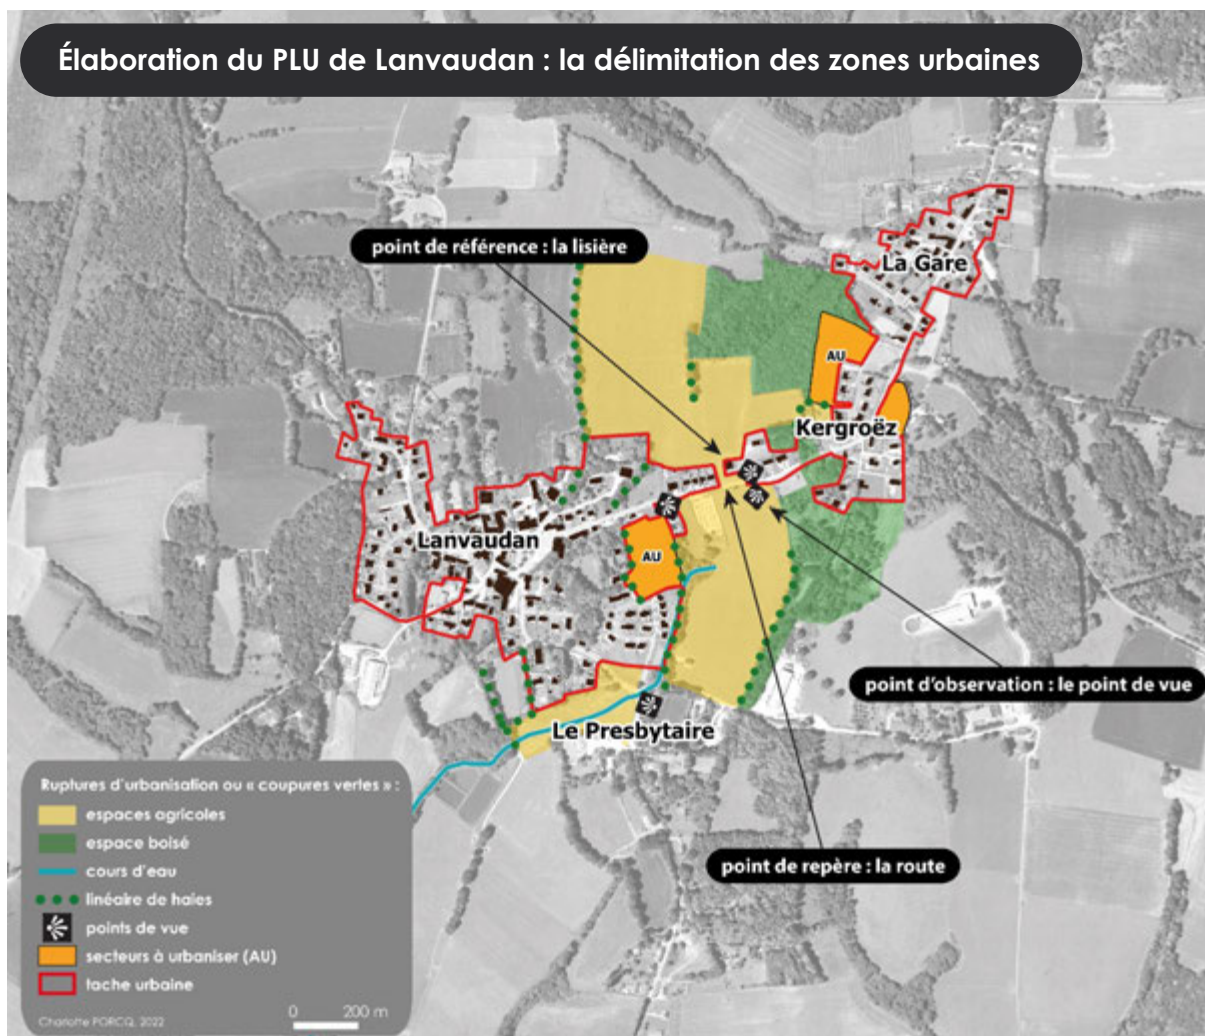 Élaboration du PLU de Lanvaudan : la délimitation des zones urbaines
point de référence : la lisière
La Gare
AU
Kergroëz
Lanvaudan
AU
point d'observation : le point de vue
Le Presbytaire
point de repère : la route
Ruptures d'urbanisation ou « coupures vertes » :
espaces agricoles
espace boisé
cours d'eau
linéaire de haies
points de vue
secteurs à urbaniser (AU)
tache urbaine
Charlotte PORCQ, 2022
0 200 m